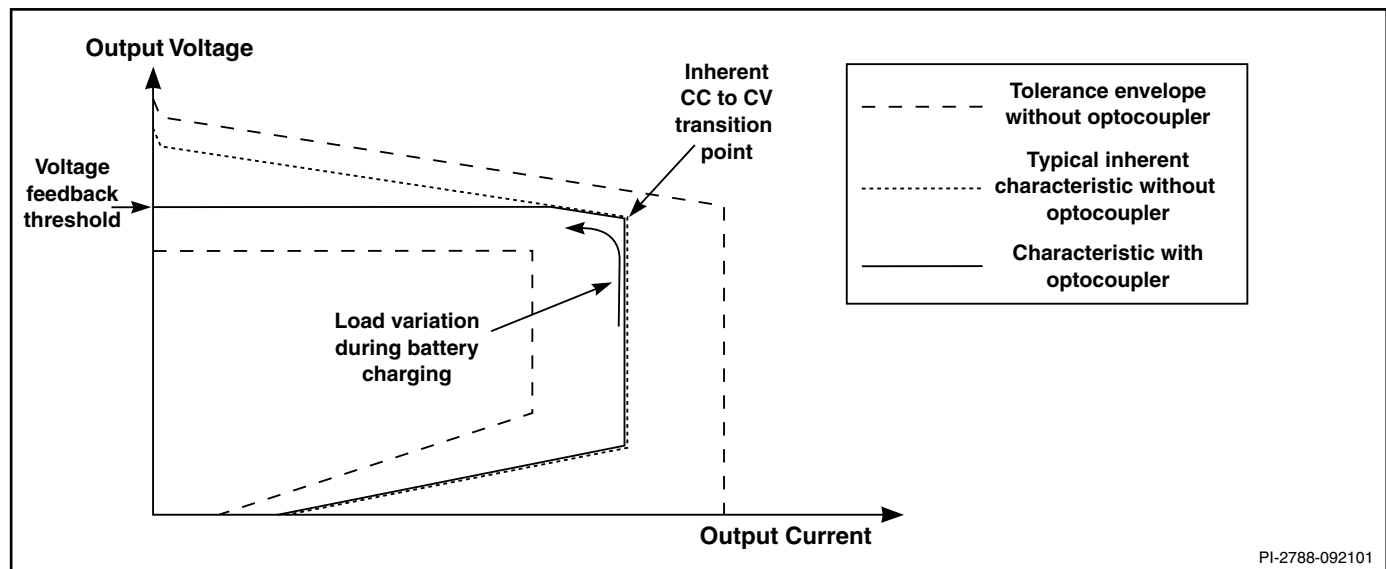 Output Voltage
Inherent
CC to CV
transition
point
Tolerance envelope
without optocoupler
Typical inherent
characteristic without
optocoupler
Characteristic with
optocoupler
Voltage
feedback
threshold
Load variation
during battery
charging
Output Current
PI-2788-092101